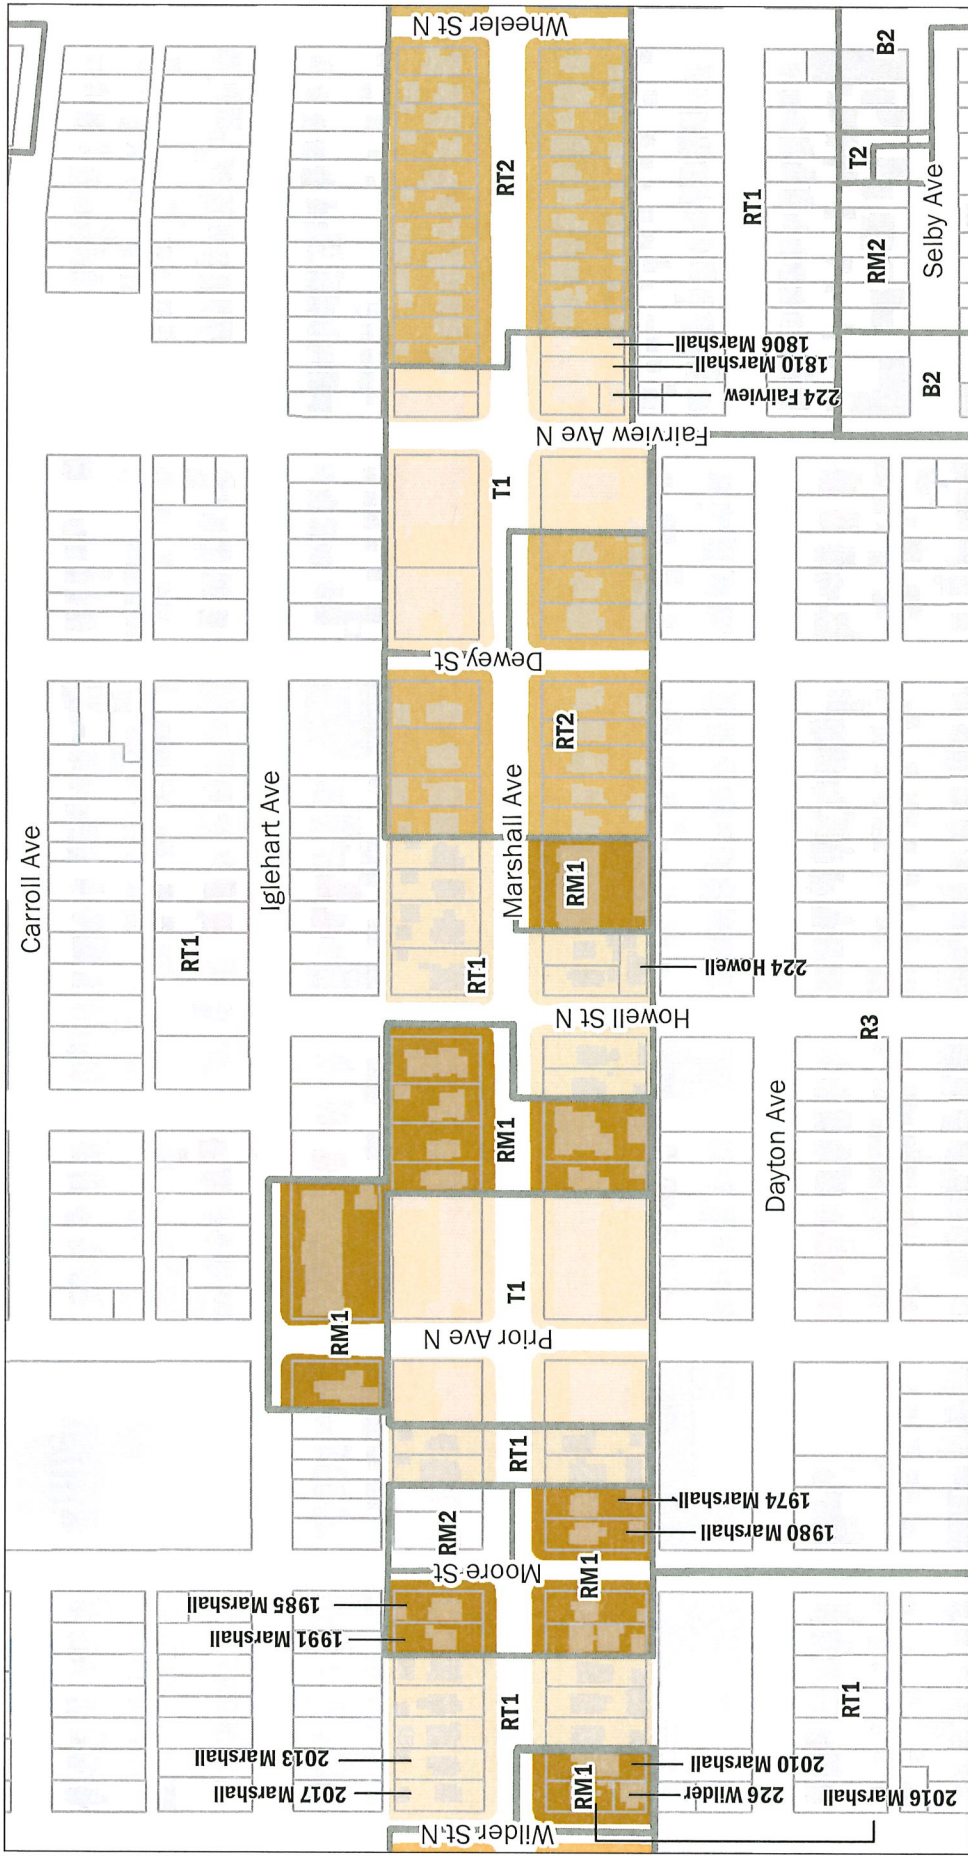 Wheeler St N
RT2
B2
T2
RT1
RM2
Selby Ave
1806 Marshall
1810 Marshall
224 Fairview
B2
Fairview Ave N
T1
Dewey St
RT2
Carroll Ave
Iglehart Ave
Marshall Ave
RM1
RT1
RT1
224 Howell
Howell St N
R3
Dayton Ave
RM1
T1
RM1
Prior Ave N
RT1
RM2
1974 Marshall
1980 Marshall
Moore St
RM1
1985 Marshall
1991 Marshall
RT1
RT1
2013 Marshall
2017 Marshall
2010 Marshall
226 Wilder
RM1
2016 Marshall
Wilder St N